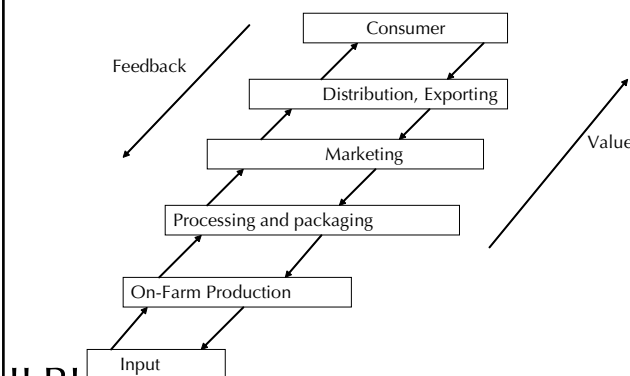 Consumer
Feedback
Distribution, Exporting
Marketing
Value
Processing and packaging
On-Farm Production
Input